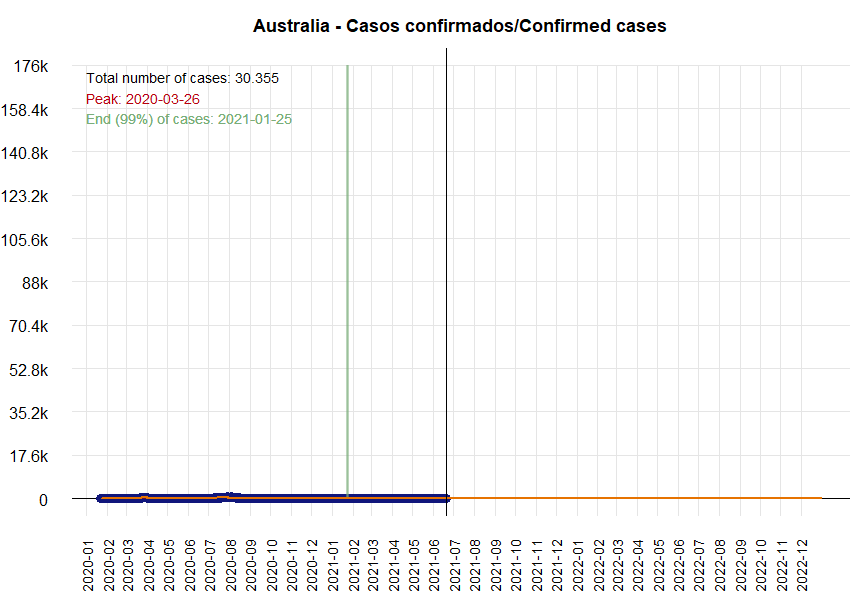 Australia - Casos confirmados/Confirmed cases
176k
158.4k
140.8k
123.2k
105.6k
88k
70.4k
52.8k
35.2k
17.6k
0
Total number of cases: 30.355
Peak: 2020-03-26
End (99%) of cases: 2021-01-25
2020-01
2020-02
2020-03
2020-04
2020-05
2020-06
2020-07
2020-08
2020-09
2020-10
2020-11
2020-12
2021-01
2021-02
2021-03
2021-04
2021-05
2021-06
2021-07
2021-08
2021-09
2021-10
2021-11
2021-12
2022-01
2022-02
2022-03
2022-04
2022-05
2022-06
2022-07
2022-08
2022-09
2022-10
2022-11
2022-12